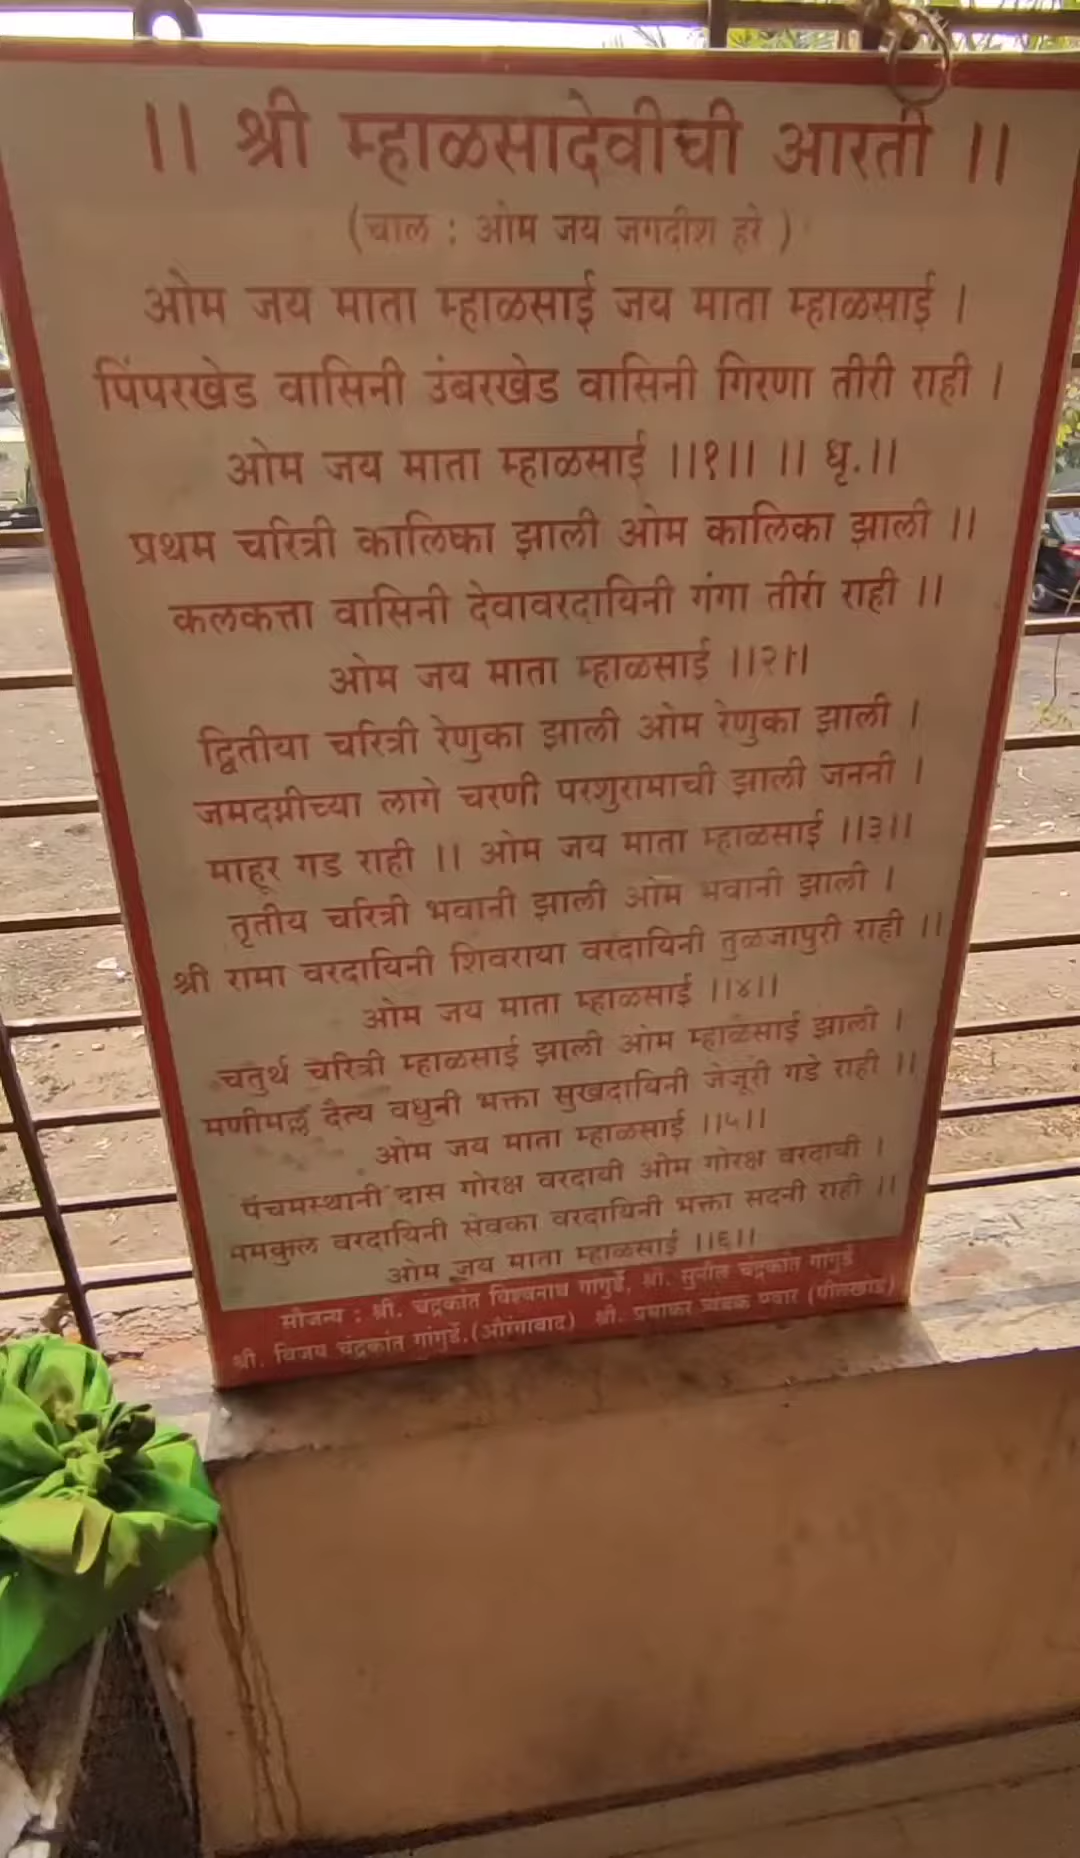 ।। श्री म्हाळसादेवीची आरती ।।
(चाल : ओम जय जगदीश हरे )
ओम जय माता म्हाळसाई जय माता म्हाळसाई ।
पिंपरखेड वासिनी उंबरखेड वासिनी गिरणा तीरी राही ।
ओम जय माता म्हाळसाई ।।१।। ।। धृ.।।
प्रथम चरित्री कालिका झाली ओम कालिका झाली ।।
कलकत्ता वासिनी देवावरदायिनी गंगा तीरी राही ।।
ओम जय माता म्हाळसाई ।।२।।
द्वितीया चरित्री रेणुका झाली ओम रेणुका झाली ।
जमदग्नीच्या लागे चरणी परशुरामाची झाली जननी ।
माहूर गड राही ।। ओम जय माता म्हाळसाई ।।३।।
तृतीय चरित्री भवानी झाली ओम भवानी झाली ।
श्री रामा वरदायिनी शिवराया वरदायिनी तुळजापुरी राही ।।
ओम जय माता म्हाळसाई ।।४।।
चतुर्थ चरित्री म्हाळसाई झाली ओम म्हाळसाई झाली ।
मणीमल्ल दैत्य वधुनी भक्ता सुखदायिनी जेजूरी गडे राही ।।
ओम जय माता म्हाळसाई ।।५।।
पंचमस्थानी दास गोरक्ष वरदायी ओम गोरक्ष वरदायी ।
ममकुल वरदायिनी सेवका वरदायिनी भक्ता सदनी राही ।।
ओम जय माता म्हाळसाई ।।६।।
सौजन्य : श्री. चंद्रकांत विश्वनाथ गांगुर्डे, श्री. सुनील चंद्रकांत गांगुर्डे
श्री. विजय चंद्रकांत गांगुर्डे.(औरंगाबाद) श्री. प्रभाकर त्र्यंबक पवार